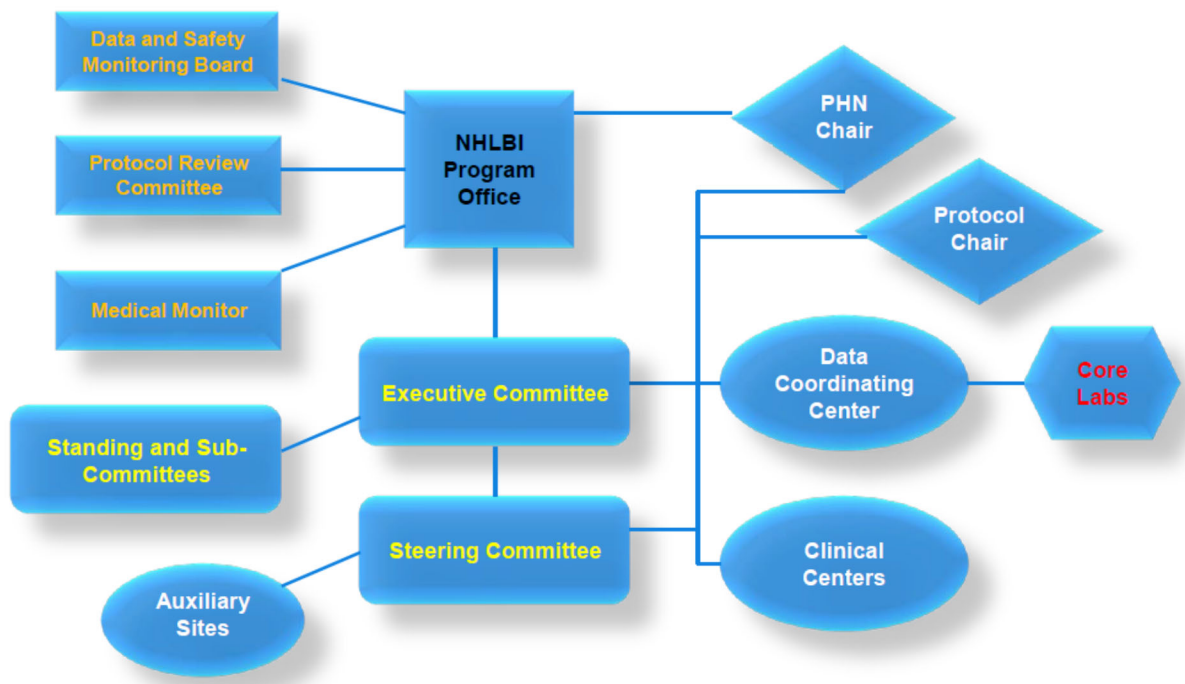 Data and Safety
Monitoring Board
NHLBI
Program
Office
PHN
Chair
Protocol Review
Committee
Protocol
Chair
Medical Monitor
Executive Committee
Data
Coordinating
Center
Core
Labs
Standing and Sub-
Committees
Steering Committee
Clinical
Centers
Auxiliary
Sites